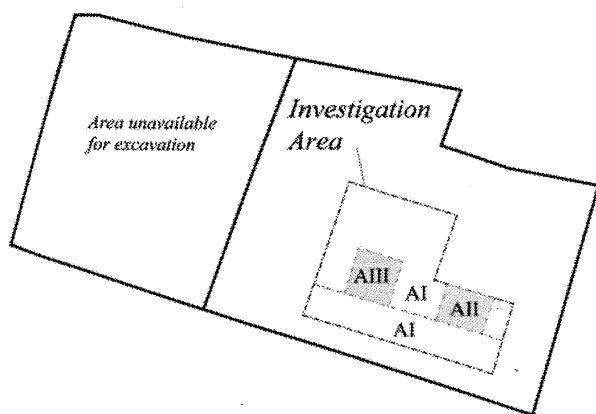 Area unavailable
for excavation
Investigation
Area
AIII
AI
AII
AI